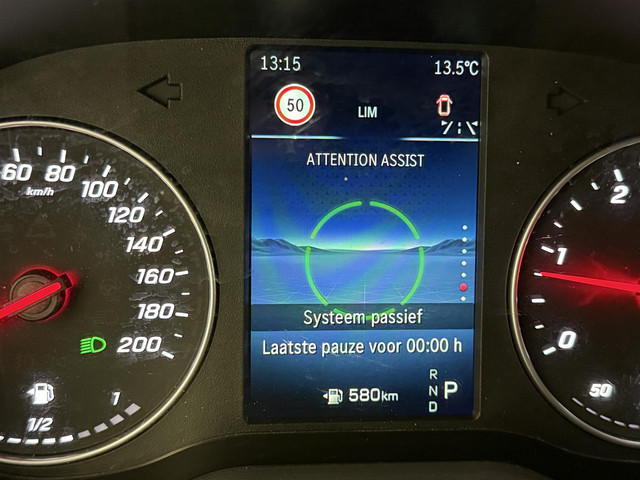 13:15
13.5°C
50
LIM
ATTENTION ASSIST
Systeem passief
Laatste pauze voor 00:00 h
580km
R
N
D
P
60
80
100
120
140
160
180
200
km/h
1/2
1
2
1
0
50